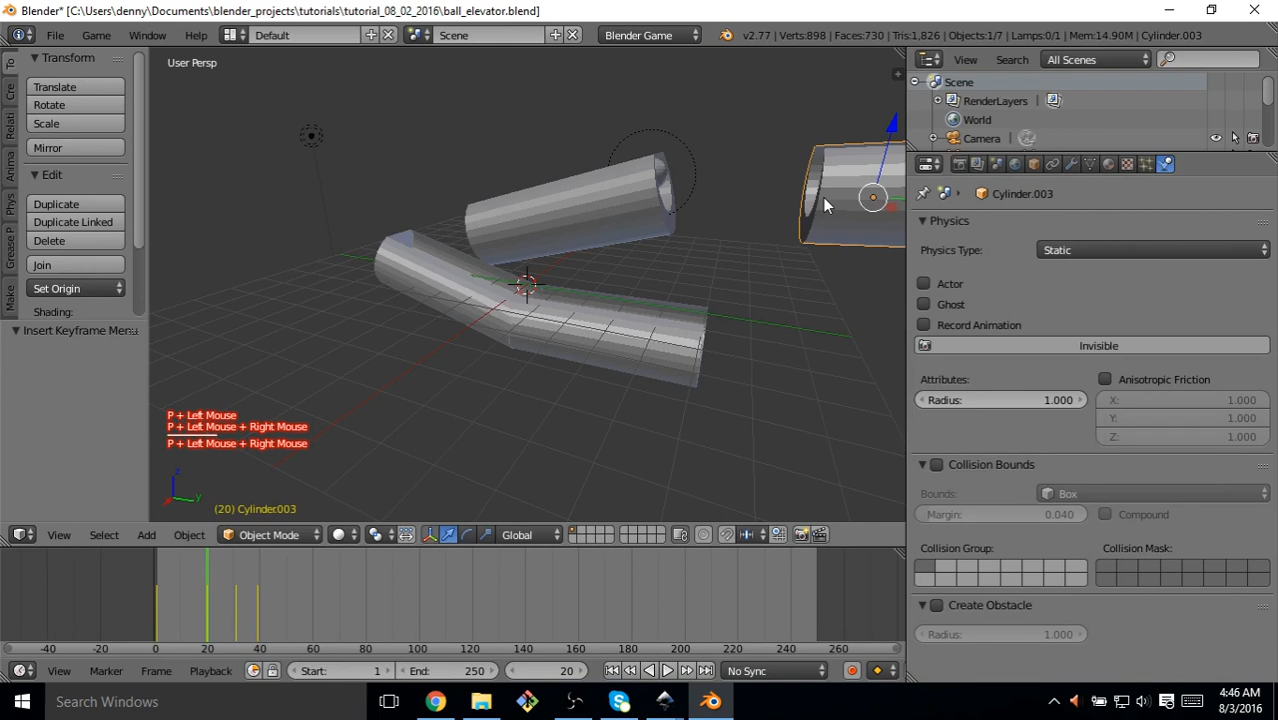 Blender* [C:\Users\denny\Documents\blender_projects\tutorials\tutorial_08_02_2016\ball_elevator.blend]
File Game Window Help Default Scene Blender Game v2.77 | Verts:898 | Faces:730 | Tris:1,826 | Objects:1/7 | Lamps:0/1 | Mem:14.90M | Cylinder.003
To
Cre
Relati
Anima
Phys
Grease P
Make
Transform
Translate
Rotate
Scale
Mirror
Edit
Duplicate
Duplicate Linked
Delete
Join
Set Origin
Shading:
Insert Keyframe Menu
User Persp
P + Left Mouse
P + Left Mouse + Right Mouse
P + Left Mouse + Right Mouse
z
y
(20) Cylinder.003
View Select Add Object Object Mode Global
-40 -20 0 20 40 60 80 100 120 140 160 180 200 220 240 260
View Marker Frame Playback Start: 1 End: 250 20 No Sync
View Search All Scenes
Scene
RenderLayers
World
Camera
Cylinder.003
Physics
Physics Type: Static
Actor
Ghost
Record Animation
Invisible
Attributes:
Radius: 1.000
Anisotropic Friction
X: 1.000
Y: 1.000
Z: 1.000
Collision Bounds
Bounds: Box
Margin: 0.040
Compound
Collision Group:
Collision Mask:
Create Obstacle
Radius: 1.000
Search Windows
4:46 AM
8/3/2016